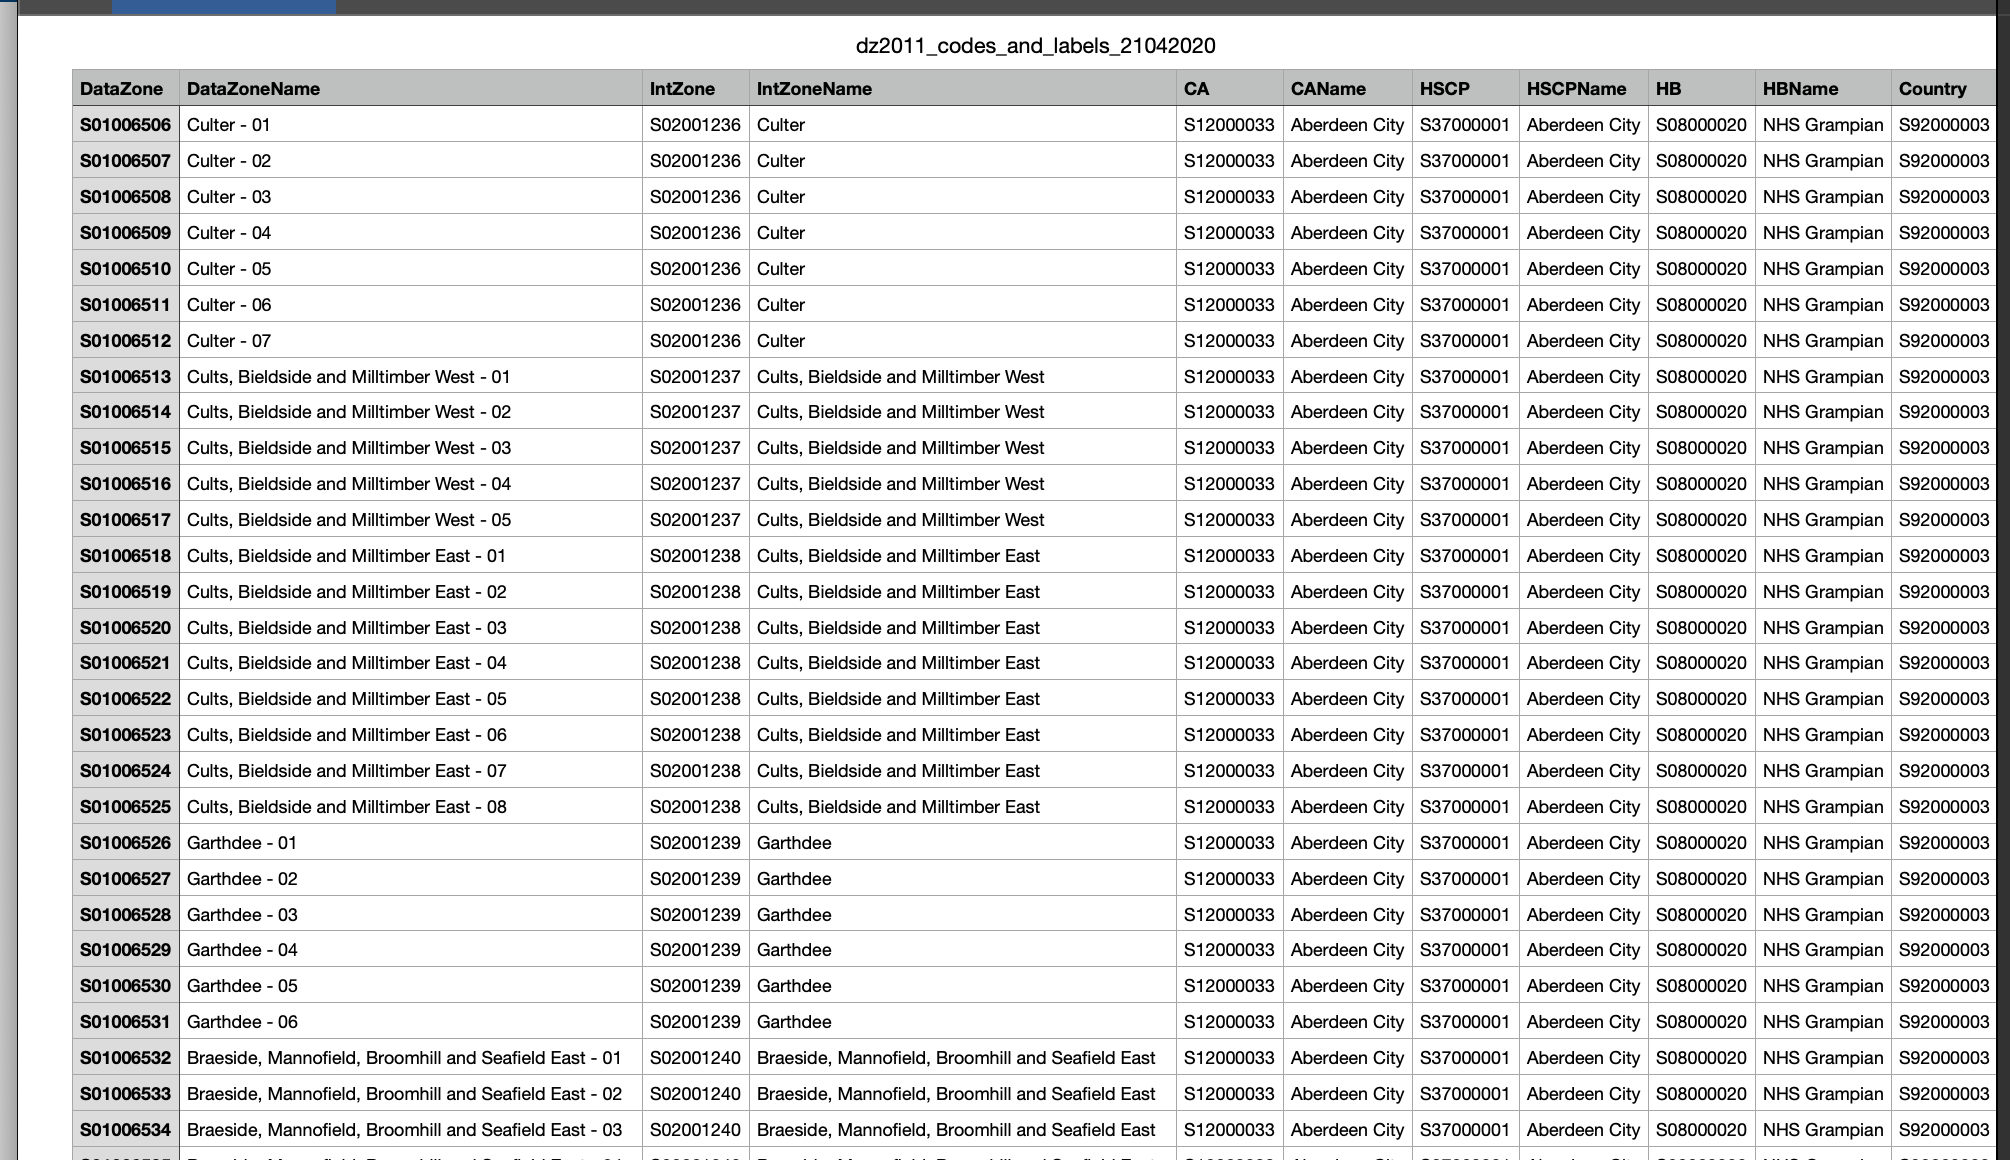 dz2011_codes_and_labels_21042020
DataZone DataZoneName IntZone IntZoneName CA CAName HSCP HSCPName HB HBName Country
S01006506 Culter - 01 S02001236 Culter S12000033 Aberdeen City S37000001 Aberdeen City S08000020 NHS Grampian S92000003
S01006507 Culter - 02 S02001236 Culter S12000033 Aberdeen City S37000001 Aberdeen City S08000020 NHS Grampian S92000003
S01006508 Culter - 03 S02001236 Culter S12000033 Aberdeen City S37000001 Aberdeen City S08000020 NHS Grampian S92000003
S01006509 Culter - 04 S02001236 Culter S12000033 Aberdeen City S37000001 Aberdeen City S08000020 NHS Grampian S92000003
S01006510 Culter - 05 S02001236 Culter S12000033 Aberdeen City S37000001 Aberdeen City S08000020 NHS Grampian S92000003
S01006511 Culter - 06 S02001236 Culter S12000033 Aberdeen City S37000001 Aberdeen City S08000020 NHS Grampian S92000003
S01006512 Culter - 07 S02001236 Culter S12000033 Aberdeen City S37000001 Aberdeen City S08000020 NHS Grampian S92000003
S01006513 Cults, Bieldside and Milltimber West - 01 S02001237 Cults, Bieldside and Milltimber West S12000033 Aberdeen City S37000001 Aberdeen City S08000020 NHS Grampian S92000003
S01006514 Cults, Bieldside and Milltimber West - 02 S02001237 Cults, Bieldside and Milltimber West S12000033 Aberdeen City S37000001 Aberdeen City S08000020 NHS Grampian S92000003
S01006515 Cults, Bieldside and Milltimber West - 03 S02001237 Cults, Bieldside and Milltimber West S12000033 Aberdeen City S37000001 Aberdeen City S08000020 NHS Grampian S92000003
S01006516 Cults, Bieldside and Milltimber West - 04 S02001237 Cults, Bieldside and Milltimber West S12000033 Aberdeen City S37000001 Aberdeen City S08000020 NHS Grampian S92000003
S01006517 Cults, Bieldside and Milltimber West - 05 S02001237 Cults, Bieldside and Milltimber West S12000033 Aberdeen City S37000001 Aberdeen City S08000020 NHS Grampian S92000003
S01006518 Cults, Bieldside and Milltimber East - 01 S02001238 Cults, Bieldside and Milltimber East S12000033 Aberdeen City S37000001 Aberdeen City S08000020 NHS Grampian S92000003
S01006519 Cults, Bieldside and Milltimber East - 02 S02001238 Cults, Bieldside and Milltimber East S12000033 Aberdeen City S37000001 Aberdeen City S08000020 NHS Grampian S92000003
S01006520 Cults, Bieldside and Milltimber East - 03 S02001238 Cults, Bieldside and Milltimber East S12000033 Aberdeen City S37000001 Aberdeen City S08000020 NHS Grampian S92000003
S01006521 Cults, Bieldside and Milltimber East - 04 S02001238 Cults, Bieldside and Milltimber East S12000033 Aberdeen City S37000001 Aberdeen City S08000020 NHS Grampian S92000003
S01006522 Cults, Bieldside and Milltimber East - 05 S02001238 Cults, Bieldside and Milltimber East S12000033 Aberdeen City S37000001 Aberdeen City S08000020 NHS Grampian S92000003
S01006523 Cults, Bieldside and Milltimber East - 06 S02001238 Cults, Bieldside and Milltimber East S12000033 Aberdeen City S37000001 Aberdeen City S08000020 NHS Grampian S92000003
S01006524 Cults, Bieldside and Milltimber East - 07 S02001238 Cults, Bieldside and Milltimber East S12000033 Aberdeen City S37000001 Aberdeen City S08000020 NHS Grampian S92000003
S01006525 Cults, Bieldside and Milltimber East - 08 S02001238 Cults, Bieldside and Milltimber East S12000033 Aberdeen City S37000001 Aberdeen City S08000020 NHS Grampian S92000003
S01006526 Garthdee - 01 S02001239 Garthdee S12000033 Aberdeen City S37000001 Aberdeen City S08000020 NHS Grampian S92000003
S01006527 Garthdee - 02 S02001239 Garthdee S12000033 Aberdeen City S37000001 Aberdeen City S08000020 NHS Grampian S92000003
S01006528 Garthdee - 03 S02001239 Garthdee S12000033 Aberdeen City S37000001 Aberdeen City S08000020 NHS Grampian S92000003
S01006529 Garthdee - 04 S02001239 Garthdee S12000033 Aberdeen City S37000001 Aberdeen City S08000020 NHS Grampian S92000003
S01006530 Garthdee - 05 S02001239 Garthdee S12000033 Aberdeen City S37000001 Aberdeen City S08000020 NHS Grampian S92000003
S01006531 Garthdee - 06 S02001239 Garthdee S12000033 Aberdeen City S37000001 Aberdeen City S08000020 NHS Grampian S92000003
S01006532 Braeside, Mannofield, Broomhill and Seafield East - 01 S02001240 Braeside, Mannofield, Broomhill and Seafield East S12000033 Aberdeen City S37000001 Aberdeen City S08000020 NHS Grampian S92000003
S01006533 Braeside, Mannofield, Broomhill and Seafield East - 02 S02001240 Braeside, Mannofield, Broomhill and Seafield East S12000033 Aberdeen City S37000001 Aberdeen City S08000020 NHS Grampian S92000003
S01006534 Braeside, Mannofield, Broomhill and Seafield East - 03 S02001240 Braeside, Mannofield, Broomhill and Seafield East S12000033 Aberdeen City S37000001 Aberdeen City S08000020 NHS Grampian S92000003